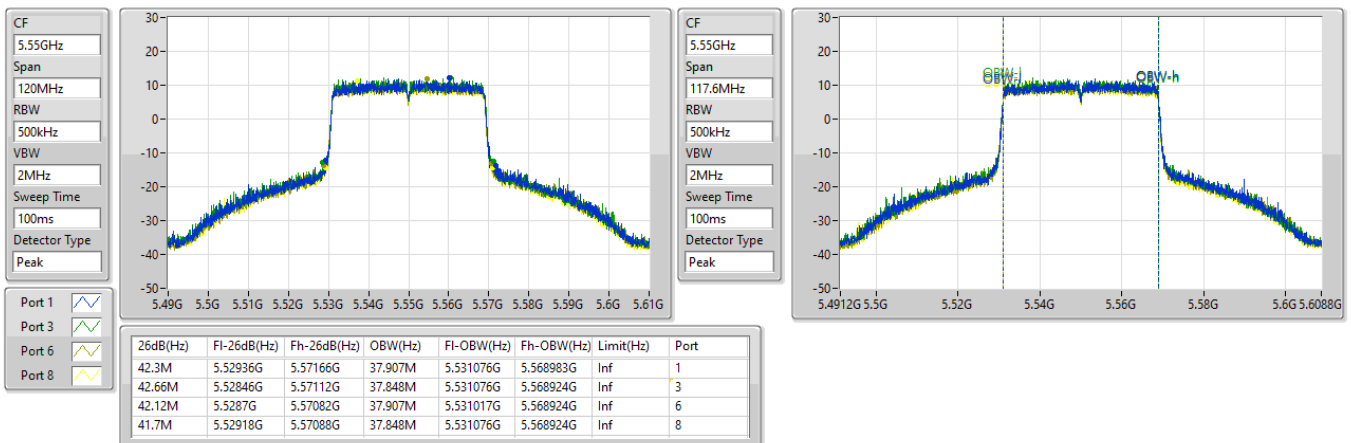 CF
5.55GHz
Span
120MHz
RBW
500kHz
VBW
2MHz
Sweep Time
100ms
Detector Type
Peak
30
20
10
0
-10
-20
-30
-40
-50
5.49G 5.5G 5.51G 5.52G 5.53G 5.54G 5.55G 5.56G 5.57G 5.58G 5.59G 5.6G 5.61G
CF
5.55GHz
Span
117.6MHz
RBW
500kHz
VBW
2MHz
Sweep Time
100ms
Detector Type
Peak
30
20
10
0
-10
-20
-30
-40
-50
OBW-l OBW-h
5.4912G 5.5G 5.52G 5.54G 5.56G 5.58G 5.6G 5.6088G
Port 1
Port 3
Port 6
Port 8
26dB(Hz) Fl-26dB(Hz) Fh-26dB(Hz) OBW(Hz) Fl-OBW(Hz) Fh-OBW(Hz) Limit(Hz) Port
42.3M 5.52936G 5.57166G 37.907M 5.531076G 5.568983G Inf 1
42.66M 5.52846G 5.57112G 37.848M 5.531076G 5.568924G Inf 3
42.12M 5.5287G 5.57082G 37.907M 5.531017G 5.568924G Inf 6
41.7M 5.52918G 5.57088G 37.848M 5.531076G 5.568924G Inf 8